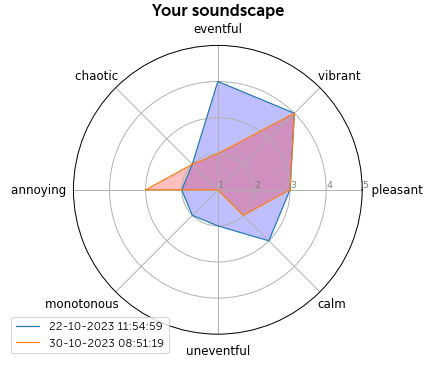 Your soundscape
eventful
chaotic
vibrant
annoying
1 2 3 4 5
pleasant
monotonous
calm
22-10-2023 11:54:59
30-10-2023 08:51:19
uneventful